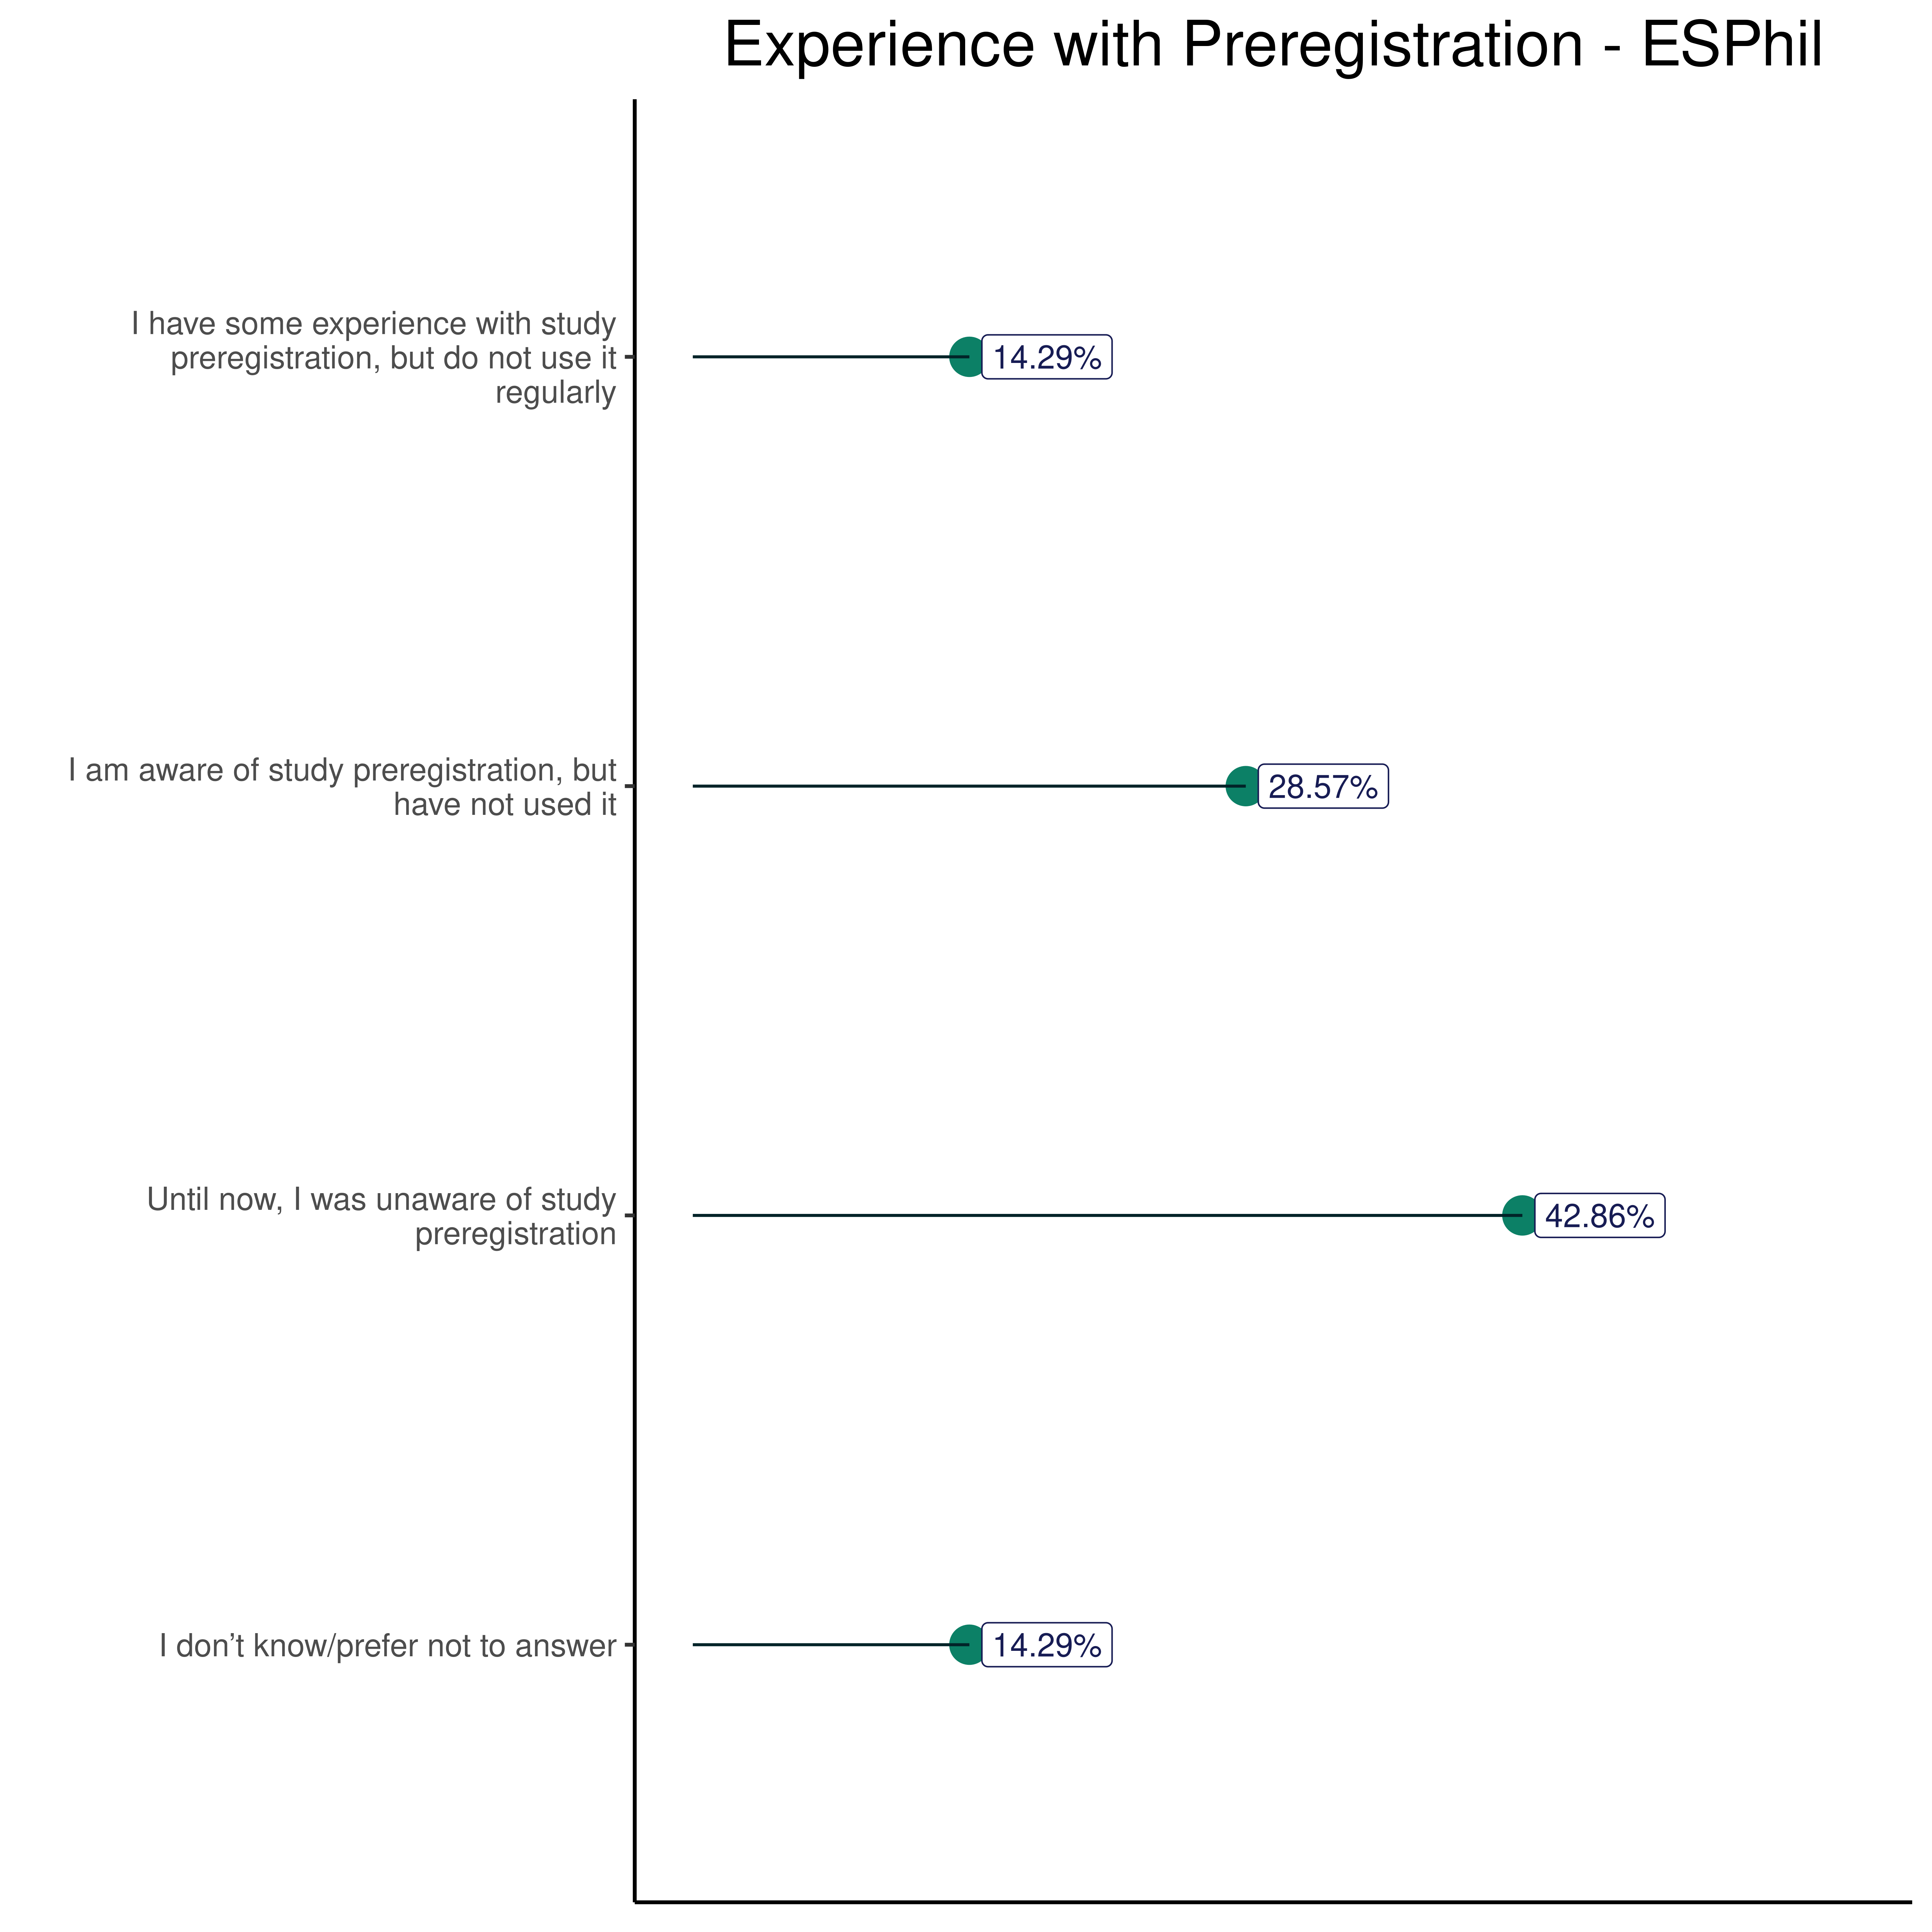 Experience with Preregistration - ESPhil
I have some experience with study
preregistration, but do not use it
regularly
14.29%
I am aware of study preregistration, but
have not used it
28.57%
Until now, I was unaware of study
preregistration
42.86%
I don’t know/prefer not to answer
14.29%